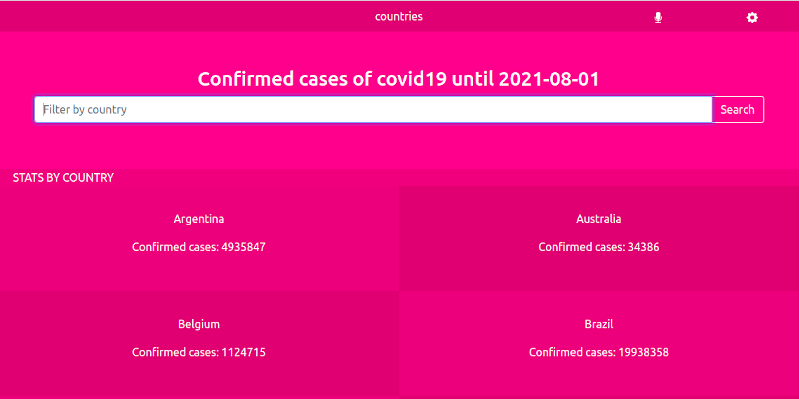 countries
Confirmed cases of covid19 until 2021-08-01
Filter by country
Search
STATS BY COUNTRY
Argentina
Confirmed cases: 4935847
Australia
Confirmed cases: 34386
Belgium
Confirmed cases: 1124715
Brazil
Confirmed cases: 19938358